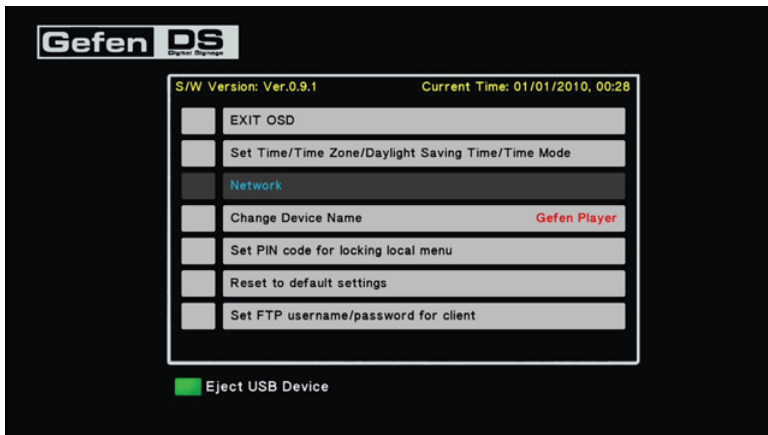 Gefen DS
Digital Signage
S/W Version: Ver.0.9.1 Current Time: 01/01/2010, 00:28
EXIT OSD
Set Time/Time Zone/Daylight Saving Time/Time Mode
Network
Change Device Name Gefen Player
Set PIN code for locking local menu
Reset to default settings
Set FTP username/password for client
Eject USB Device